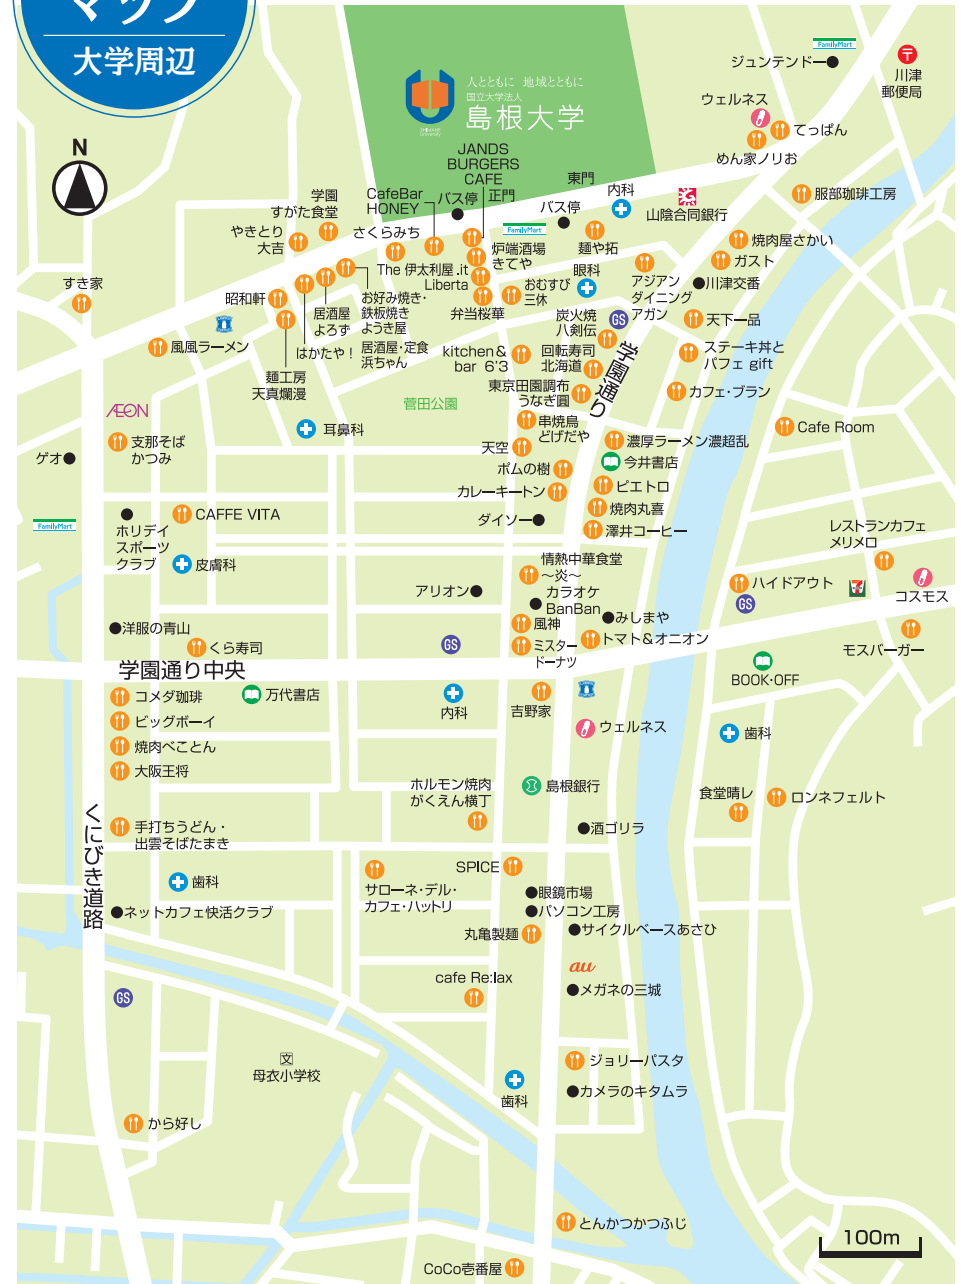 マップ
大学周辺
N
人とともに 地域とともに
国立大学法人
島根大学
FamilyMart
ジュンテンドー
川津
郵便局
ウェルネス
てっぱん
めん家ノリお
服部珈琲工房
JANDS
BURGERS
CAFE
正門
CafeBar
HONEY
バス停
東門
バス停
内科
山陰合同銀行
学園
すがた食堂
やきとり
大吉
さくらみち
FamilyMart
炉端酒場
きてや
麺や拓
焼肉屋さかい
ガスト
川津交番
The 伊太利屋.it
Liberta
おむすび
三休
眼科
アジアン
ダイニング
アガン
すき家
昭和軒
居酒屋
よろず
お好み焼き・
鉄板焼き
ようき屋
弁当桜華
炭火焼
八剣伝
GS
天下一品
風風ラーメン
はかたや!
居酒屋・定食
浜ちゃん
kitchen&
bar 6'3
回転寿司
北海道
学園通り
ステーキ丼と
パフェ gift
麺工房
天真爛漫
東京田園調布
うなぎ圓
カフェ・ブラン
ÆON
菅田公園
耳鼻科
串焼鳥
どげだや
Cafe Room
支那そば
かつみ
天空
濃厚ラーメン濃超乱
ゲオ
ポムの樹
今井書店
カレーキートン
ピエトロ
FamilyMart
ホリデイ
スポーツ
クラブ
CAFFE VITA
ダイソー
焼肉丸喜
澤井コーヒー
レストランカフェ
メリメロ
皮膚科
情熱中華食堂
〜炎〜
アリオン
カラオケ
BanBan
ハイドアウト
GS
コスモス
みしまや
風神
洋服の青山
くら寿司
GS
ミスター
ドーナツ
トマト&オニオン
モスバーガー
学園通り中央
BOOK・OFF
コメダ珈琲
万代書店
内科
吉野家
ビッグボーイ
ウェルネス
歯科
焼肉べことん
大阪王将
ホルモン焼肉
がくえん横丁
島根銀行
食堂晴レ
ロンネフェルト
くにびき道路
手打ちうどん・
出雲そばたまき
酒ゴリラ
SPICE
歯科
サローネ・デル・
カフェ・ハットリ
眼鏡市場
パソコン工房
ネットカフェ快活クラブ
丸亀製麺
サイクルベースあさひ
au
cafe Re:lax
メガネの三城
GS
文
母衣小学校
ジョリーパスタ
歯科
カメラのキタムラ
から好し
とんかつかつふじ
100m
CoCo壱番屋